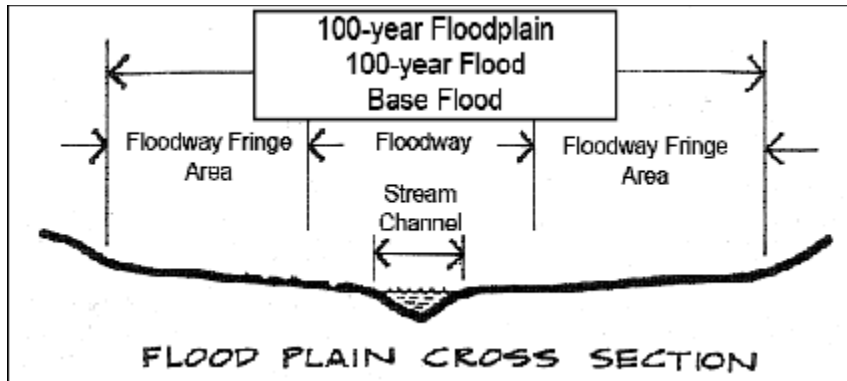 100-year Floodplain
100-year Flood
Base Flood
Floodway Fringe
Area
Floodway
Floodway Fringe
Area
Stream
Channel
FLOOD PLAIN CROSS SECTION